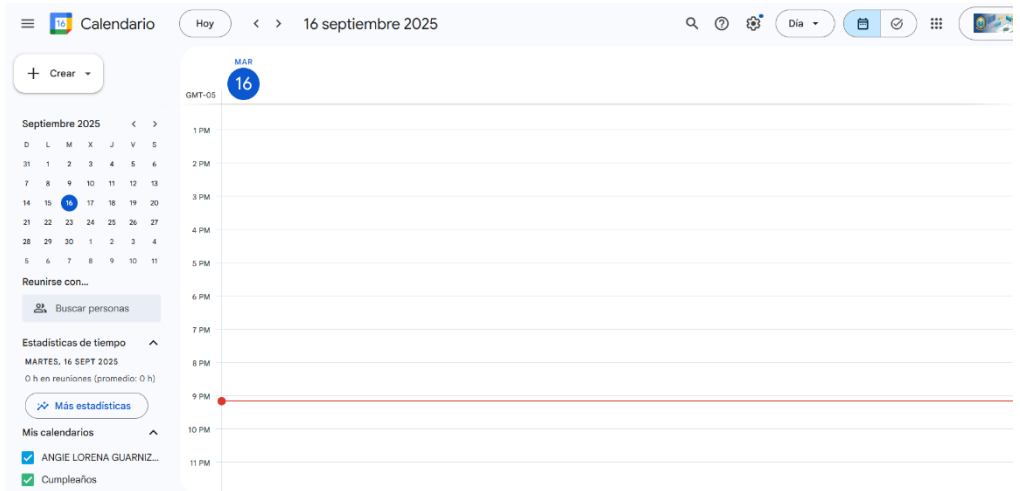 16 Calendario
Hoy
16 septiembre 2025
Día
Crear
MAR
16
GMT-05
Septiembre 2025
D L M X J V S
31 1 2 3 4 5 6
7 8 9 10 11 12 13
14 15 16 17 18 19 20
21 22 23 24 25 26 27
28 29 30 1 2 3 4
5 6 7 8 9 10 11
Reunirse con...
Buscar personas
Estadísticas de tiempo
MARTES, 16 SEPT 2025
0 h en reuniones (promedio: 0 h)
Más estadísticas
Mis calendarios
ANGIE LORENA GUARNIZ...
Cumpleaños
1 PM
2 PM
3 PM
4 PM
5 PM
6 PM
7 PM
8 PM
9 PM
10 PM
11 PM